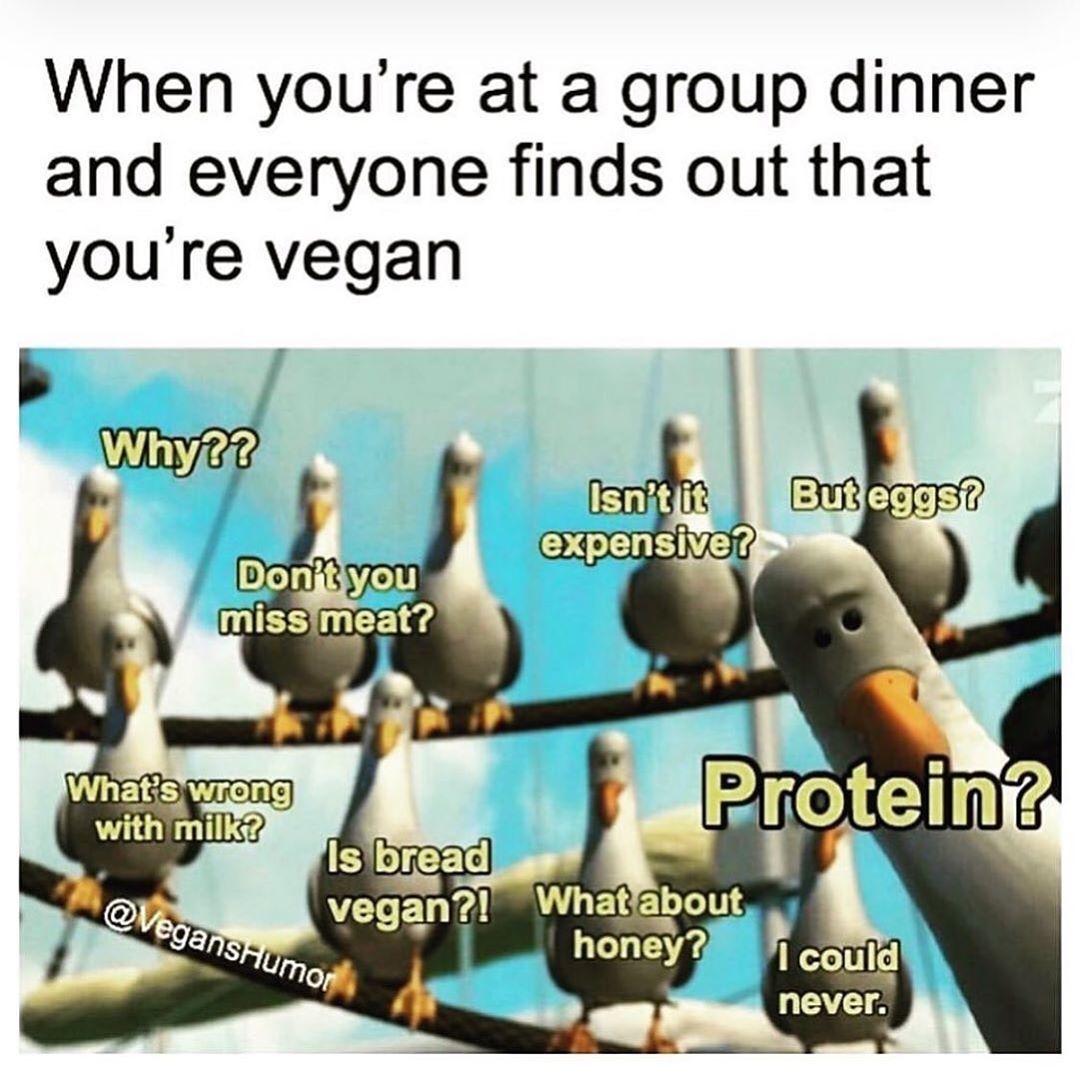 When you’re at a group dinner
and everyone finds out that
you’re vegan
Why??
Don't you
miss meat?
Isn't it
expensive?
But eggs?
Protein?
What's wrong
with milk?
Is bread
vegan?!
What about
honey?
I could
never.
@VegansHumor